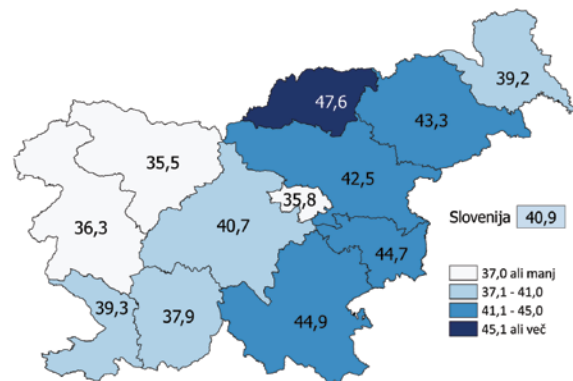 39,2
47,6
43,3
35,5
42,5
35,8
40,7
36,3
Slovenija 40,9
44,7
37,0 ali manj
37,1 - 41,0
39,3
37,9
44,9
41,1 - 45,0
45,1 ali več